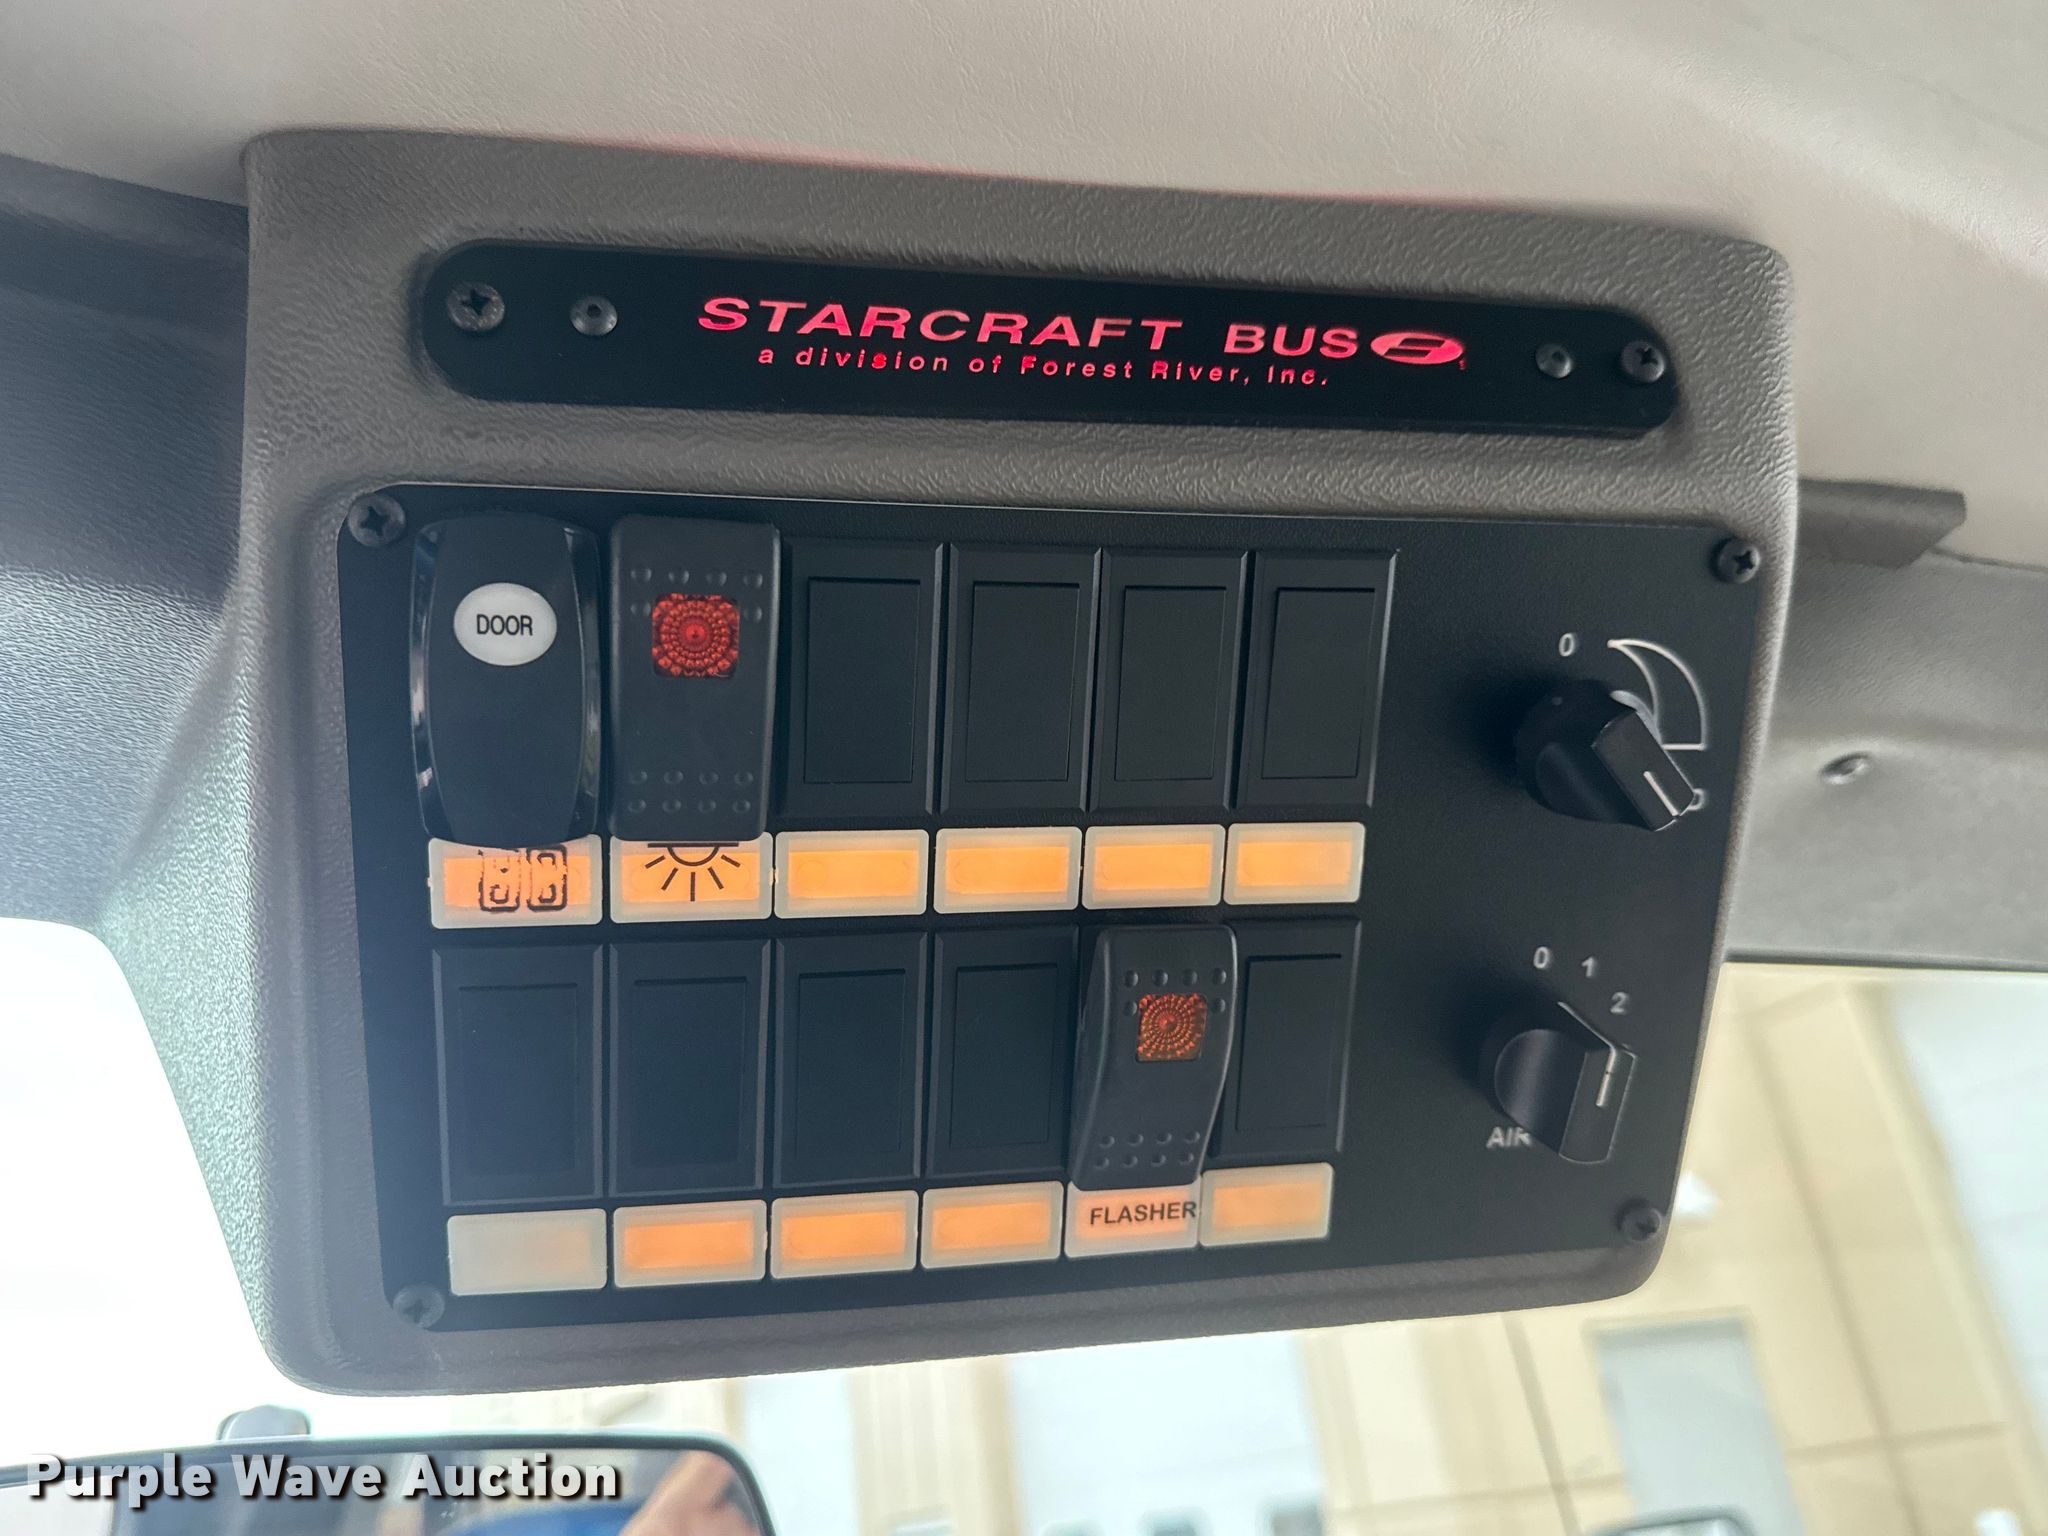 STARCRAFT BUS
a division of Forest River, Inc.
DOOR
0
0 1 2
AIR
FLASHER
Purple Wave Auction